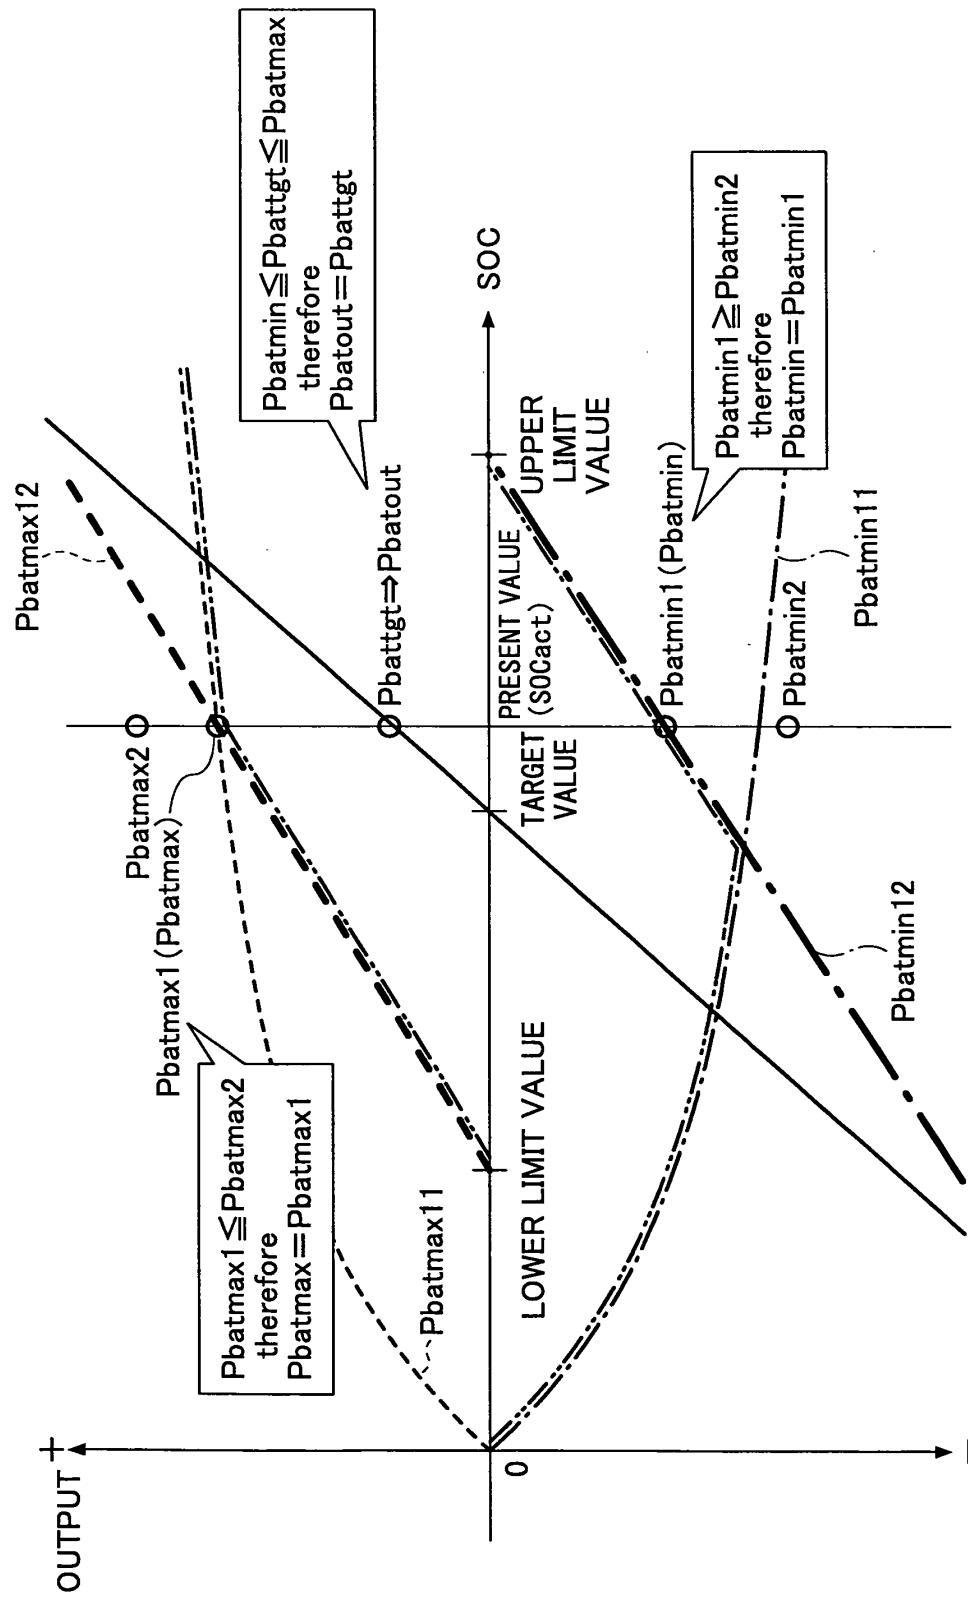 OUTPUT
+
Pbatmax12
Pbatmin≦Pbattgt≦Pbatmax
therefore
Pbatout=Pbattgt
Pbatmax2
Pbatmax1(Pbatmax)
Pbatmax1≦Pbatmax2
therefore
Pbatmax=Pbatmax1
Pbattgt⇒Pbatout
Pbatmax11
SOC
0
LOWER LIMIT VALUE
TARGET
VALUE
PRESENT VALUE
(SOCact)
UPPER
LIMIT
VALUE
Pbatmin1(Pbatmin)
Pbatmin1≧Pbatmin2
therefore
Pbatmin=Pbatmin1
Pbatmin2
Pbatmin11
Pbatmin12